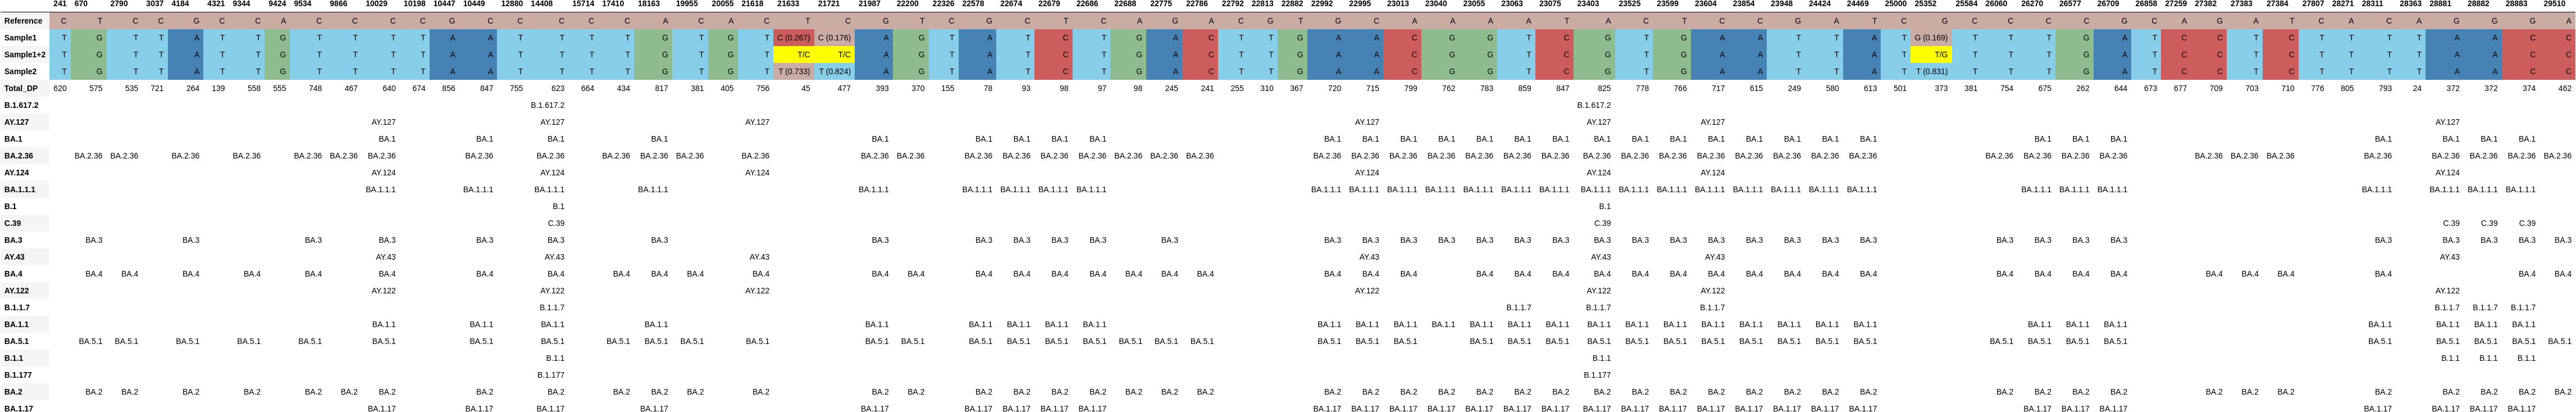 241 670 2790 3037 4184 4321 9344 9424 9534 9866 10029 10198 10447 10449 12880 14408 15714 17410 18163 19955 20055 21618 21633 21721 21987 22200 22326 22578 22674 22679 22686 22688 22775 22786 22792 22813 22882 22992 22995 23013 23040 23055 23063 23075 23403 23525 23599 23604 23854 23948 24424 24469 25000 25352 25584 26060 26270 26577 26709 26858 27259 27382 27383 27384 27807 28271 28311 28363 28881 28882 28883 29510
Reference C T C C G C C A C C C T G C C C C C A C A C T C G T C G C T C A G A C C T G C A A A A T A C T C C G A T C G C C C C G C A G A T C A C A G G G A
Sample1 T G T T A T T G T T T T A A T T T T G T G T C (0.267) C (0.176) A G T A T C T G A C T T G A A C G G T C G T G A A T T A T G (0.169) T T T G A T C C T C T T T T A A C C
Sample1+2 T G T T A T T G T T T T A A T T T T G T G T T/C T/C A G T A T C T G A C T T G A A C G G T C G T G A A T T A T T/G T T T G A T C C T C T T T T A A C C
Sample2 T G T T A T T G T T T T A A T T T T G T G T T (0.733) T (0.824) A G T A T C T G A C T T G A A C G G T C G T G A A T T A T T (0.831) T T T G A T C C T C T T T T A A C C
Total_DP 620 575 535 721 264 139 558 555 748 467 640 674 856 847 755 623 664 434 817 381 405 756 45 477 393 370 155 78 93 98 97 98 245 241 255 310 367 720 715 799 762 783 859 847 825 778 766 717 615 249 580 613 501 373 381 754 675 262 644 673 677 709 703 710 776 805 793 24 372 372 374 462
B.1.617.2 B.1.617.2 B.1.617.2
AY.127 AY.127 AY.127 AY.127 AY.127 AY.127 AY.127 AY.127
BA.1 BA.1 BA.1 BA.1 BA.1 BA.1 BA.1 BA.1 BA.1 BA.1 BA.1 BA.1 BA.1 BA.1 BA.1 BA.1 BA.1 BA.1 BA.1 BA.1 BA.1 BA.1 BA.1 BA.1 BA.1 BA.1 BA.1 BA.1 BA.1 BA.1 BA.1 BA.1
BA.2.36 BA.2.36 BA.2.36 BA.2.36 BA.2.36 BA.2.36 BA.2.36 BA.2.36 BA.2.36 BA.2.36 BA.2.36 BA.2.36 BA.2.36 BA.2.36 BA.2.36 BA.2.36 BA.2.36 BA.2.36 BA.2.36 BA.2.36 BA.2.36 BA.2.36 BA.2.36 BA.2.36 BA.2.36 BA.2.36 BA.2.36 BA.2.36 BA.2.36 BA.2.36 BA.2.36 BA.2.36 BA.2.36 BA.2.36 BA.2.36 BA.2.36 BA.2.36 BA.2.36 BA.2.36 BA.2.36 BA.2.36 BA.2.36 BA.2.36 BA.2.36 BA.2.36 BA.2.36 BA.2.36 BA.2.36 BA.2.36 BA.2.36
AY.124 AY.124 AY.124 AY.124 AY.124 AY.124 AY.124 AY.124
BA.1.1.1 BA.1.1.1 BA.1.1.1 BA.1.1.1 BA.1.1.1 BA.1.1.1 BA.1.1.1 BA.1.1.1 BA.1.1.1 BA.1.1.1 BA.1.1.1 BA.1.1.1 BA.1.1.1 BA.1.1.1 BA.1.1.1 BA.1.1.1 BA.1.1.1 BA.1.1.1 BA.1.1.1 BA.1.1.1 BA.1.1.1 BA.1.1.1 BA.1.1.1 BA.1.1.1 BA.1.1.1 BA.1.1.1 BA.1.1.1 BA.1.1.1 BA.1.1.1 BA.1.1.1 BA.1.1.1 BA.1.1.1
B.1 B.1 B.1
C.39 C.39 C.39 C.39 C.39 C.39
BA.3 BA.3 BA.3 BA.3 BA.3 BA.3 BA.3 BA.3 BA.3 BA.3 BA.3 BA.3 BA.3 BA.3 BA.3 BA.3 BA.3 BA.3 BA.3 BA.3 BA.3 BA.3 BA.3 BA.3 BA.3 BA.3 BA.3 BA.3 BA.3 BA.3 BA.3 BA.3 BA.3 BA.3 BA.3 BA.3 BA.3 BA.3
AY.43 AY.43 AY.43 AY.43 AY.43 AY.43 AY.43 AY.43
BA.4 BA.4 BA.4 BA.4 BA.4 BA.4 BA.4 BA.4 BA.4 BA.4 BA.4 BA.4 BA.4 BA.4 BA.4 BA.4 BA.4 BA.4 BA.4 BA.4 BA.4 BA.4 BA.4 BA.4 BA.4 BA.4 BA.4 BA.4 BA.4 BA.4 BA.4 BA.4 BA.4 BA.4 BA.4 BA.4 BA.4 BA.4 BA.4 BA.4 BA.4 BA.4 BA.4 BA.4 BA.4 BA.4
AY.122 AY.122 AY.122 AY.122 AY.122 AY.122 AY.122 AY.122
B.1.1.7 B.1.1.7 B.1.1.7 B.1.1.7 B.1.1.7 B.1.1.7 B.1.1.7 B.1.1.7
BA.1.1 BA.1.1 BA.1.1 BA.1.1 BA.1.1 BA.1.1 BA.1.1 BA.1.1 BA.1.1 BA.1.1 BA.1.1 BA.1.1 BA.1.1 BA.1.1 BA.1.1 BA.1.1 BA.1.1 BA.1.1 BA.1.1 BA.1.1 BA.1.1 BA.1.1 BA.1.1 BA.1.1 BA.1.1 BA.1.1 BA.1.1 BA.1.1 BA.1.1 BA.1.1 BA.1.1 BA.1.1
BA.5.1 BA.5.1 BA.5.1 BA.5.1 BA.5.1 BA.5.1 BA.5.1 BA.5.1 BA.5.1 BA.5.1 BA.5.1 BA.5.1 BA.5.1 BA.5.1 BA.5.1 BA.5.1 BA.5.1 BA.5.1 BA.5.1 BA.5.1 BA.5.1 BA.5.1 BA.5.1 BA.5.1 BA.5.1 BA.5.1 BA.5.1 BA.5.1 BA.5.1 BA.5.1 BA.5.1 BA.5.1 BA.5.1 BA.5.1 BA.5.1 BA.5.1 BA.5.1 BA.5.1 BA.5.1 BA.5.1 BA.5.1 BA.5.1 BA.5.1 BA.5.1 BA.5.1 BA.5.1 BA.5.1 BA.5.1
B.1.1 B.1.1 B.1.1 B.1.1 B.1.1 B.1.1
B.1.177 B.1.177 B.1.177
BA.2 BA.2 BA.2 BA.2 BA.2 BA.2 BA.2 BA.2 BA.2 BA.2 BA.2 BA.2 BA.2 BA.2 BA.2 BA.2 BA.2 BA.2 BA.2 BA.2 BA.2 BA.2 BA.2 BA.2 BA.2 BA.2 BA.2 BA.2 BA.2 BA.2 BA.2 BA.2 BA.2 BA.2 BA.2 BA.2 BA.2 BA.2 BA.2 BA.2 BA.2 BA.2 BA.2 BA.2 BA.2 BA.2 BA.2 BA.2 BA.2 BA.2
BA.1.17 BA.1.17 BA.1.17 BA.1.17 BA.1.17 BA.1.17 BA.1.17 BA.1.17 BA.1.17 BA.1.17 BA.1.17 BA.1.17 BA.1.17 BA.1.17 BA.1.17 BA.1.17 BA.1.17 BA.1.17 BA.1.17 BA.1.17 BA.1.17 BA.1.17 BA.1.17 BA.1.17 BA.1.17 BA.1.17 BA.1.17 BA.1.17 BA.1.17 BA.1.17 BA.1.17 BA.1.17